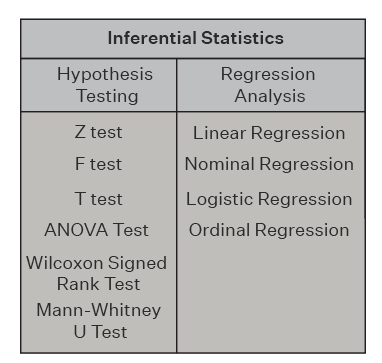 Inferential Statistics
Hypothesis
Testing
Regression
Analysis
Z test
F test
T test
ANOVA Test
Wilcoxon Signed
Rank Test
Mann-Whitney
U Test
Linear Regression
Nominal Regression
Logistic Regression
Ordinal Regression